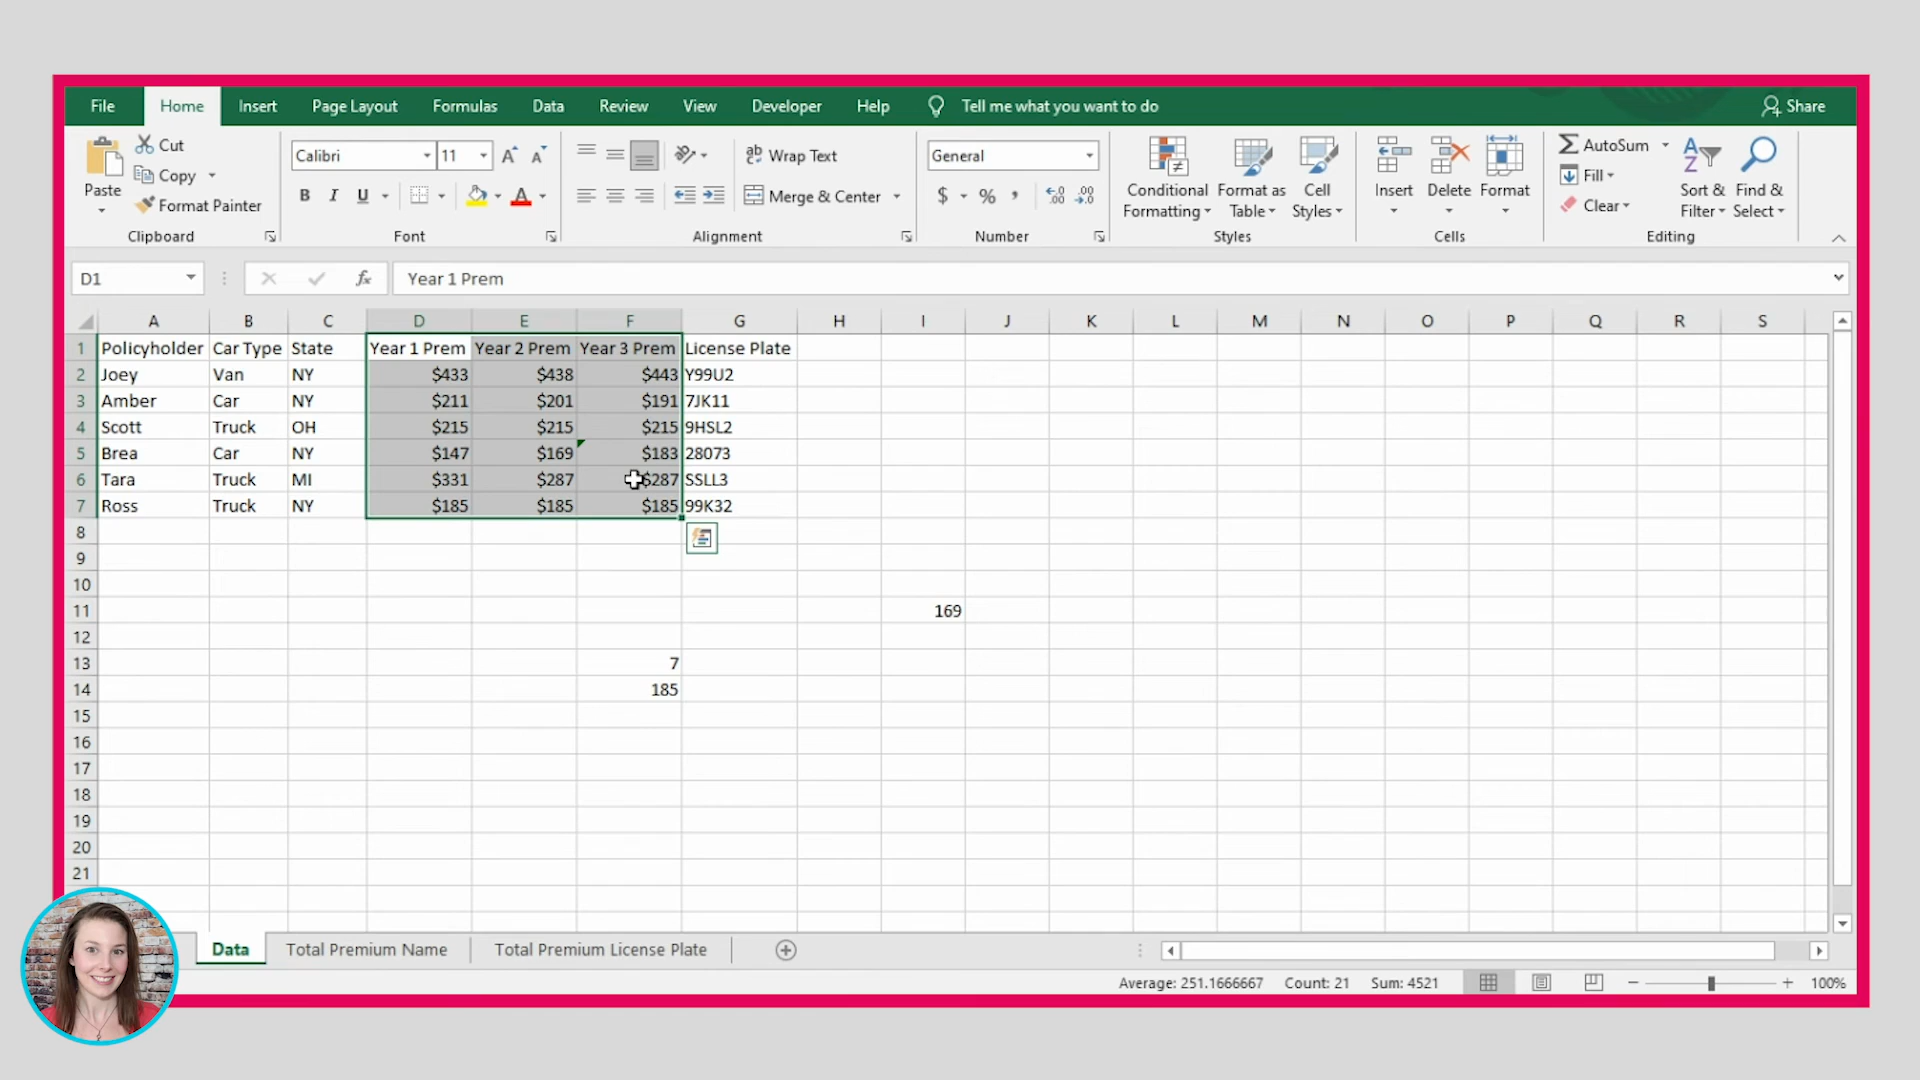 File Home Insert Page Layout Formulas Data Review View Developer Help Tell me what you want to do Share
Paste
Cut
Copy
Format Painter
Clipboard
Calibri 11
B I U
Font
ab Wrap Text
Merge & Center
Alignment
General
$ % ,
Number
Conditional Formatting
Format as Table
Cell Styles
Styles
Insert
Delete
Format
Cells
AutoSum
Fill
Clear
Sort & Filter
Find & Select
Editing
D1 fx Year 1 Prem
A B C D E F G H I J K L M N O P Q R S
1 Policyholder Car Type State Year 1 Prem Year 2 Prem Year 3 Prem License Plate
2 Joey Van NY $433 $438 $443 Y99U2
3 Amber Car NY $211 $201 $191 7JK11
4 Scott Truck OH $215 $215 $215 9HSL2
5 Brea Car NY $147 $169 $183 28073
6 Tara Truck MI $331 $287 $287 SSLL3
7 Ross Truck NY $185 $185 $185 99K32
8
9
10
11 169
12
13 7
14 185
15
16
17
18
19
20
21
Data Total Premium Name Total Premium License Plate
Average: 251.1666667 Count: 21 Sum: 4521 100%